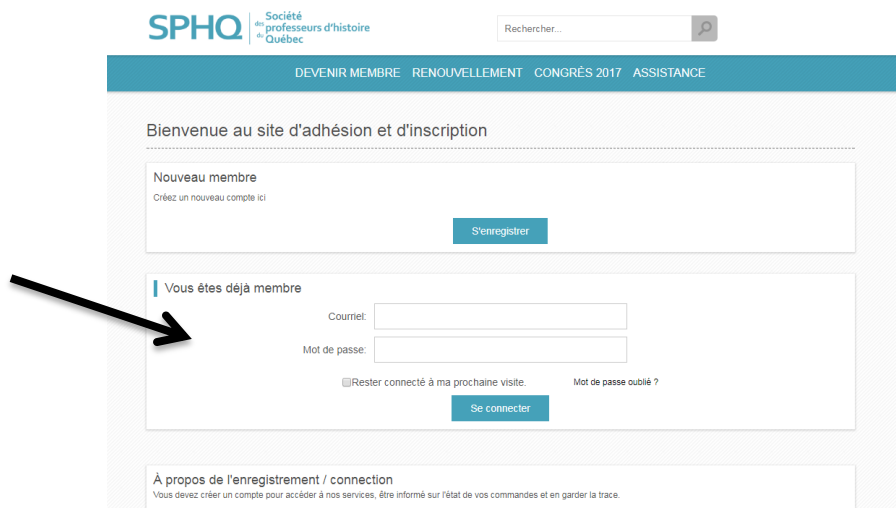 SPHQ
Société
des professeurs d'histoire
du Québec
Rechercher...
DEVENIR MEMBRE RENOUVELLEMENT CONGRÈS 2017 ASSISTANCE
Bienvenue au site d'adhésion et d'inscription
Nouveau membre
Créez un nouveau compte ici
S'enregistrer
Vous êtes déjà membre
Courriel:
Mot de passe:
Rester connecté à ma prochaine visite. Mot de passe oublié ?
Se connecter
À propos de l'enregistrement / connection
Vous devez créer un compte pour accéder à nos services, être informé sur l'état de vos commandes et en garder la trace.